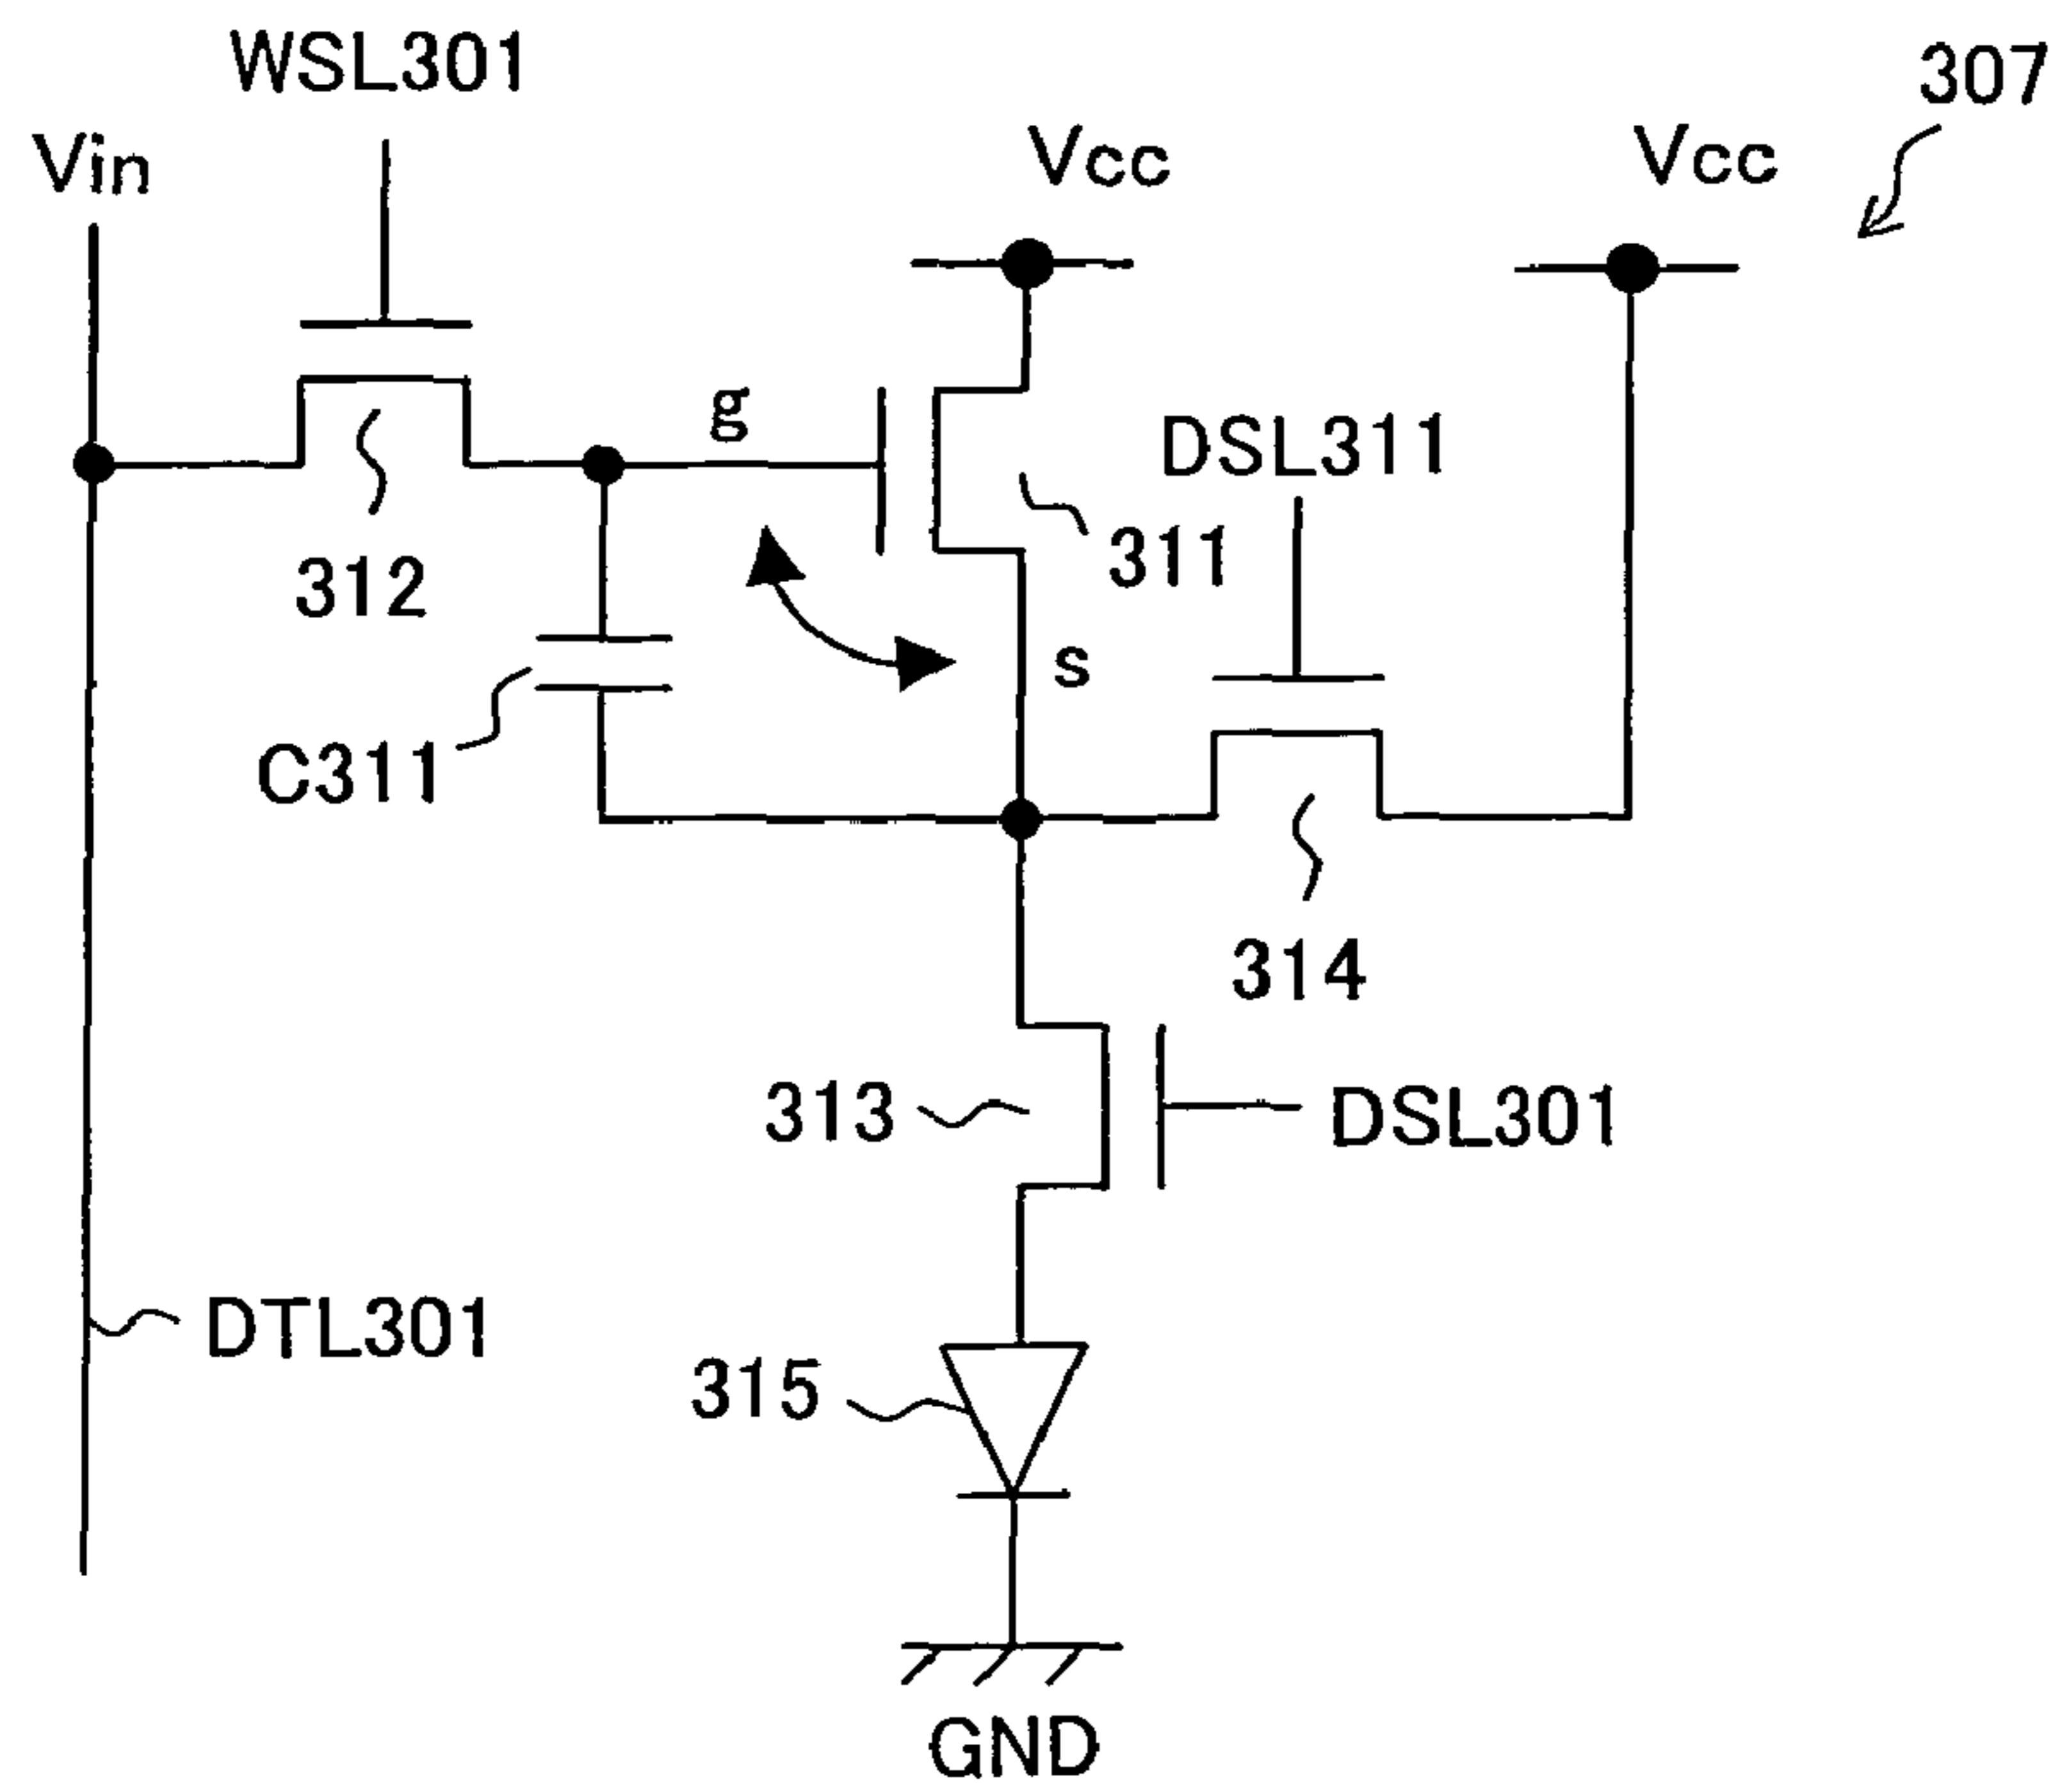 WSL301
307
Vin
Vcc
Vcc
g
DSL311
311
312
s
C311
314
313
DSL301
DTL301
315
GND